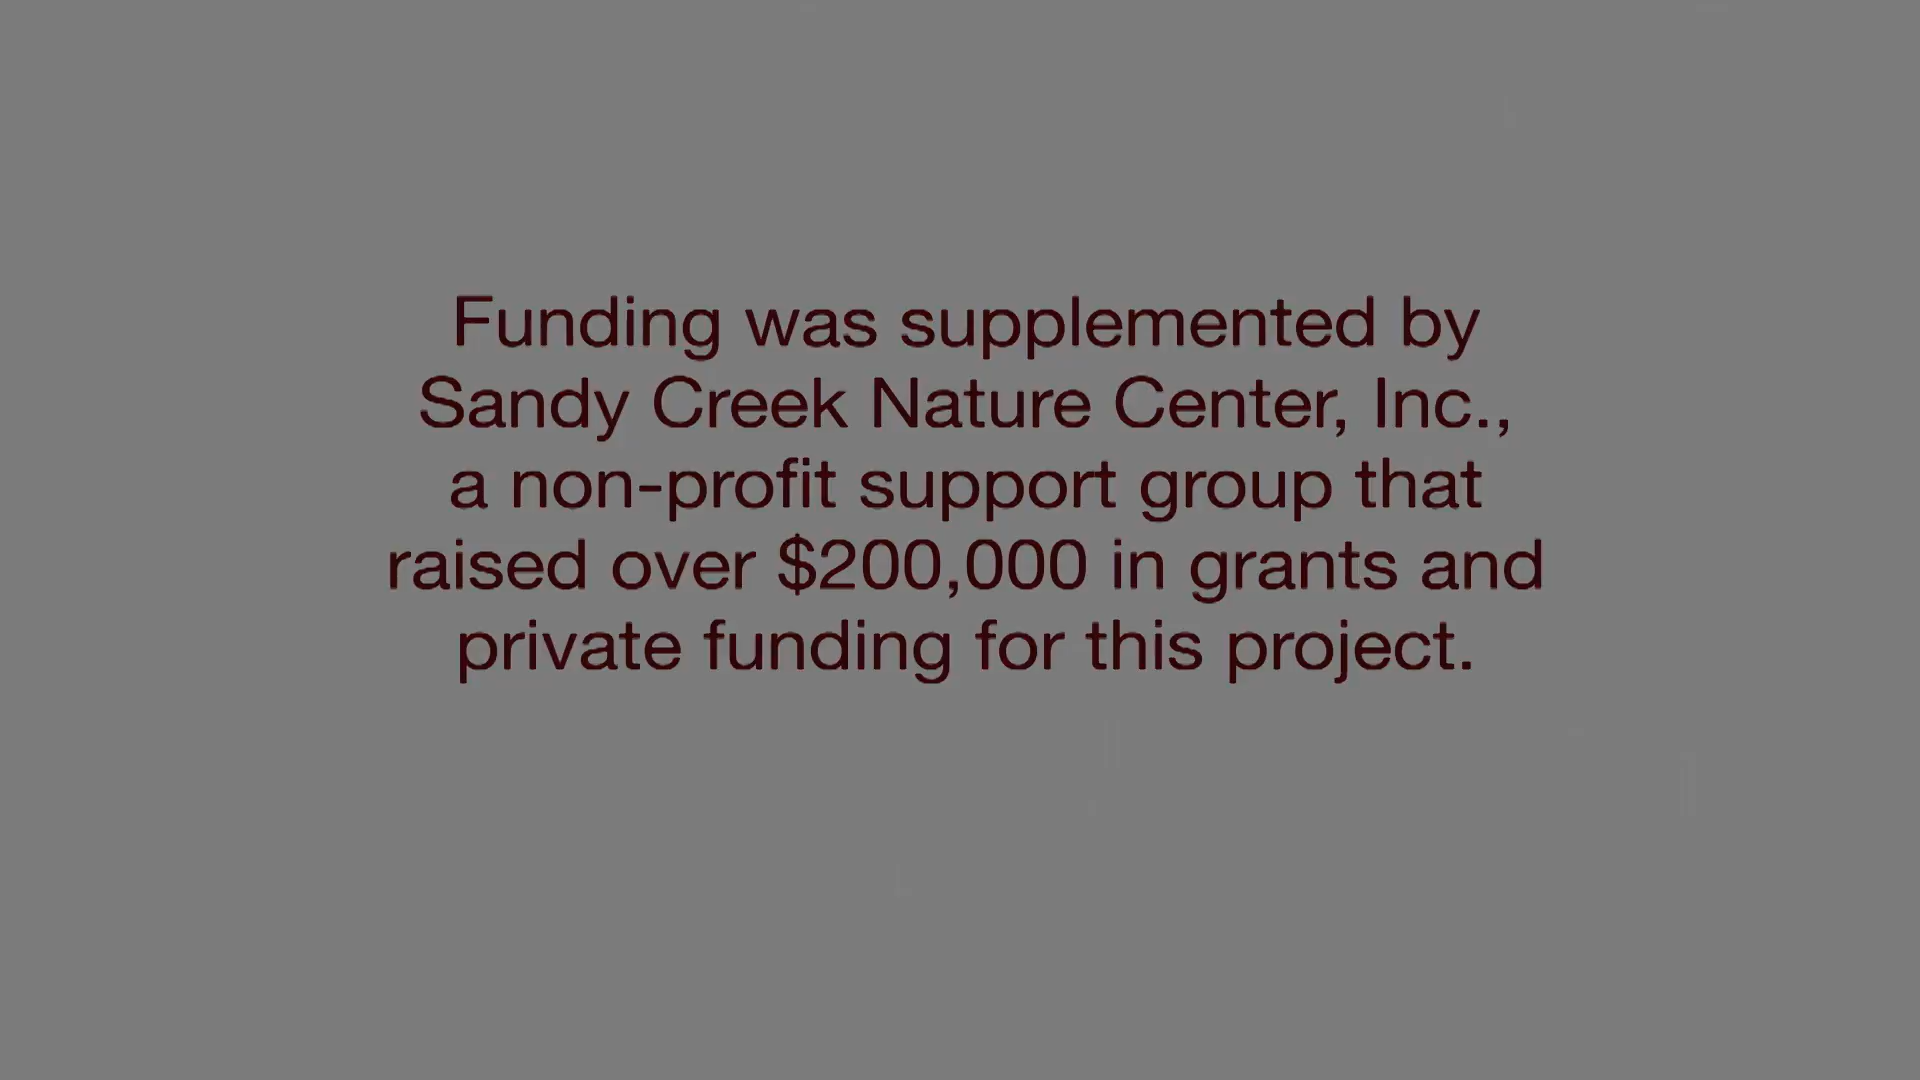 Funding was supplemented by
Sandy Creek Nature Center, Inc.,
a non-profit support group that
raised over $200,000 in grants and
private funding for this project.